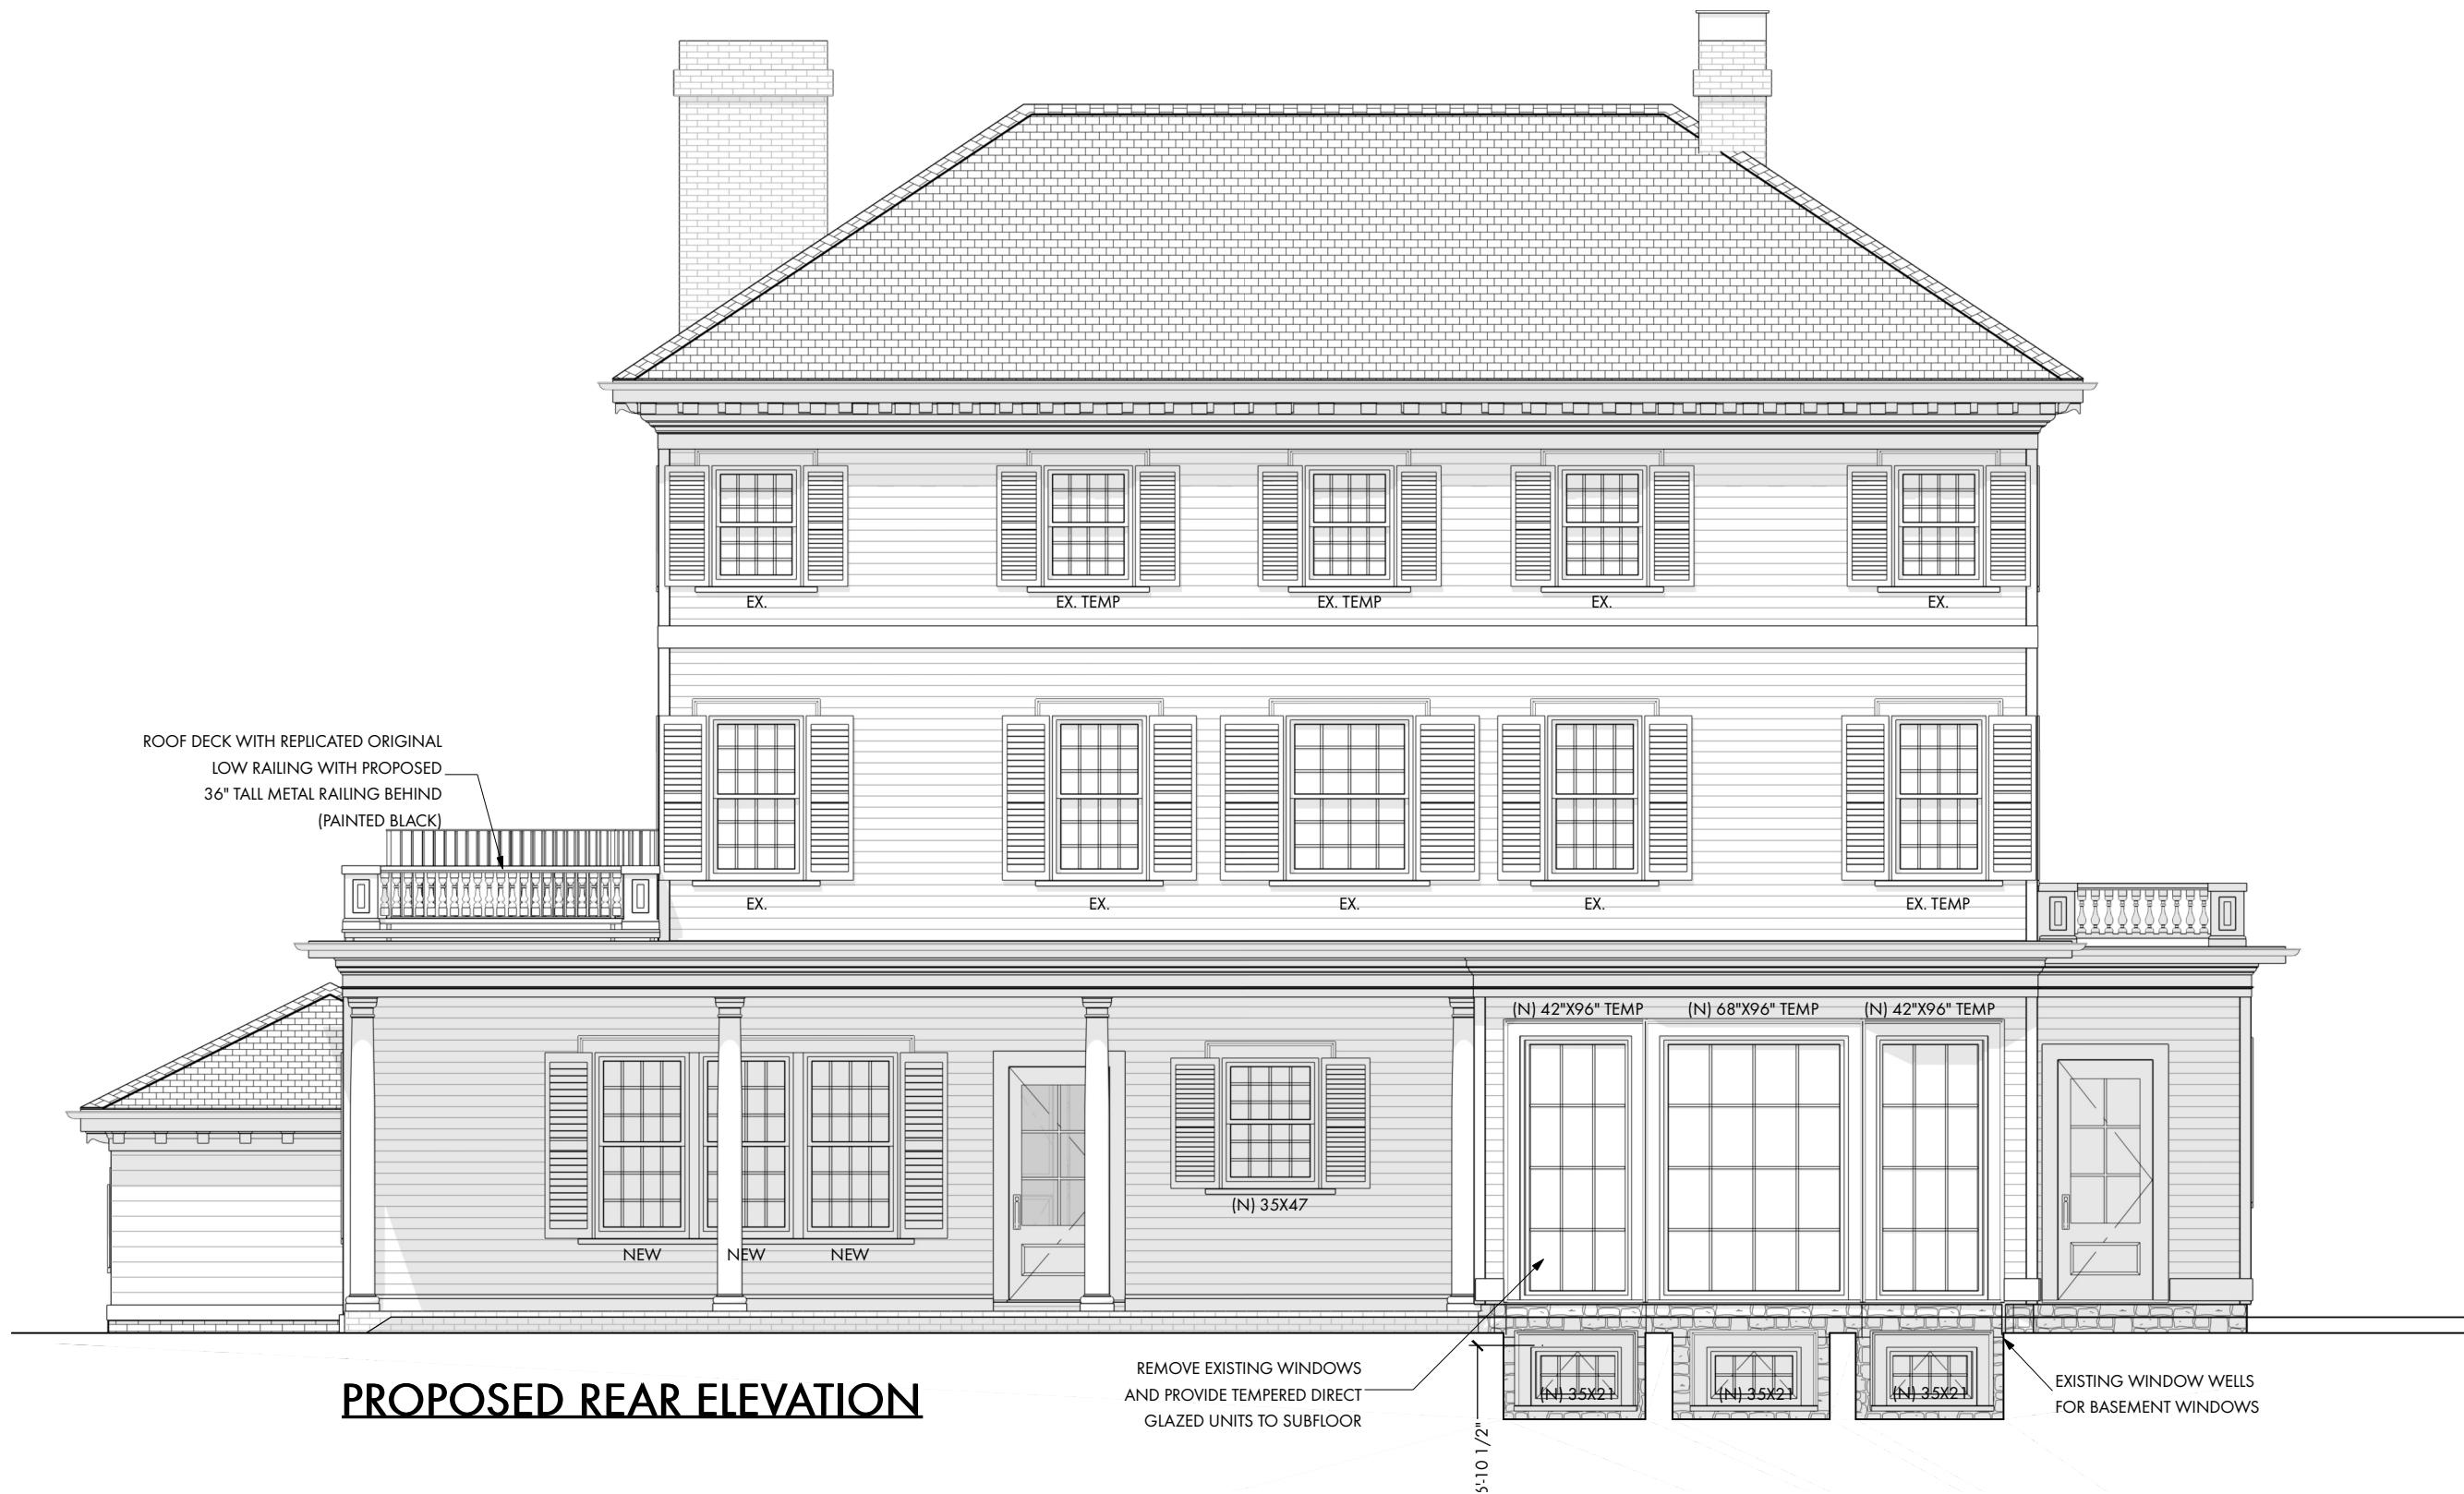 EX.
EX. TEMP
EX. TEMP
EX.
EX.
ROOF DECK WITH REPLICATED ORIGINAL
LOW RAILING WITH PROPOSED
36" TALL METAL RAILING BEHIND
(PAINTED BLACK)
EX.
EX.
EX.
EX.
EX. TEMP
(N) 42"X96" TEMP
(N) 68"X96" TEMP
(N) 42"X96" TEMP
(N) 35X47
NEW
NEW
NEW
REMOVE EXISTING WINDOWS
AND PROVIDE TEMPERED DIRECT
GLAZED UNITS TO SUBFLOOR
(N) 35X21
(N) 35X21
(N) 35X21
EXISTING WINDOW WELLS
FOR BASEMENT WINDOWS
PROPOSED REAR ELEVATION